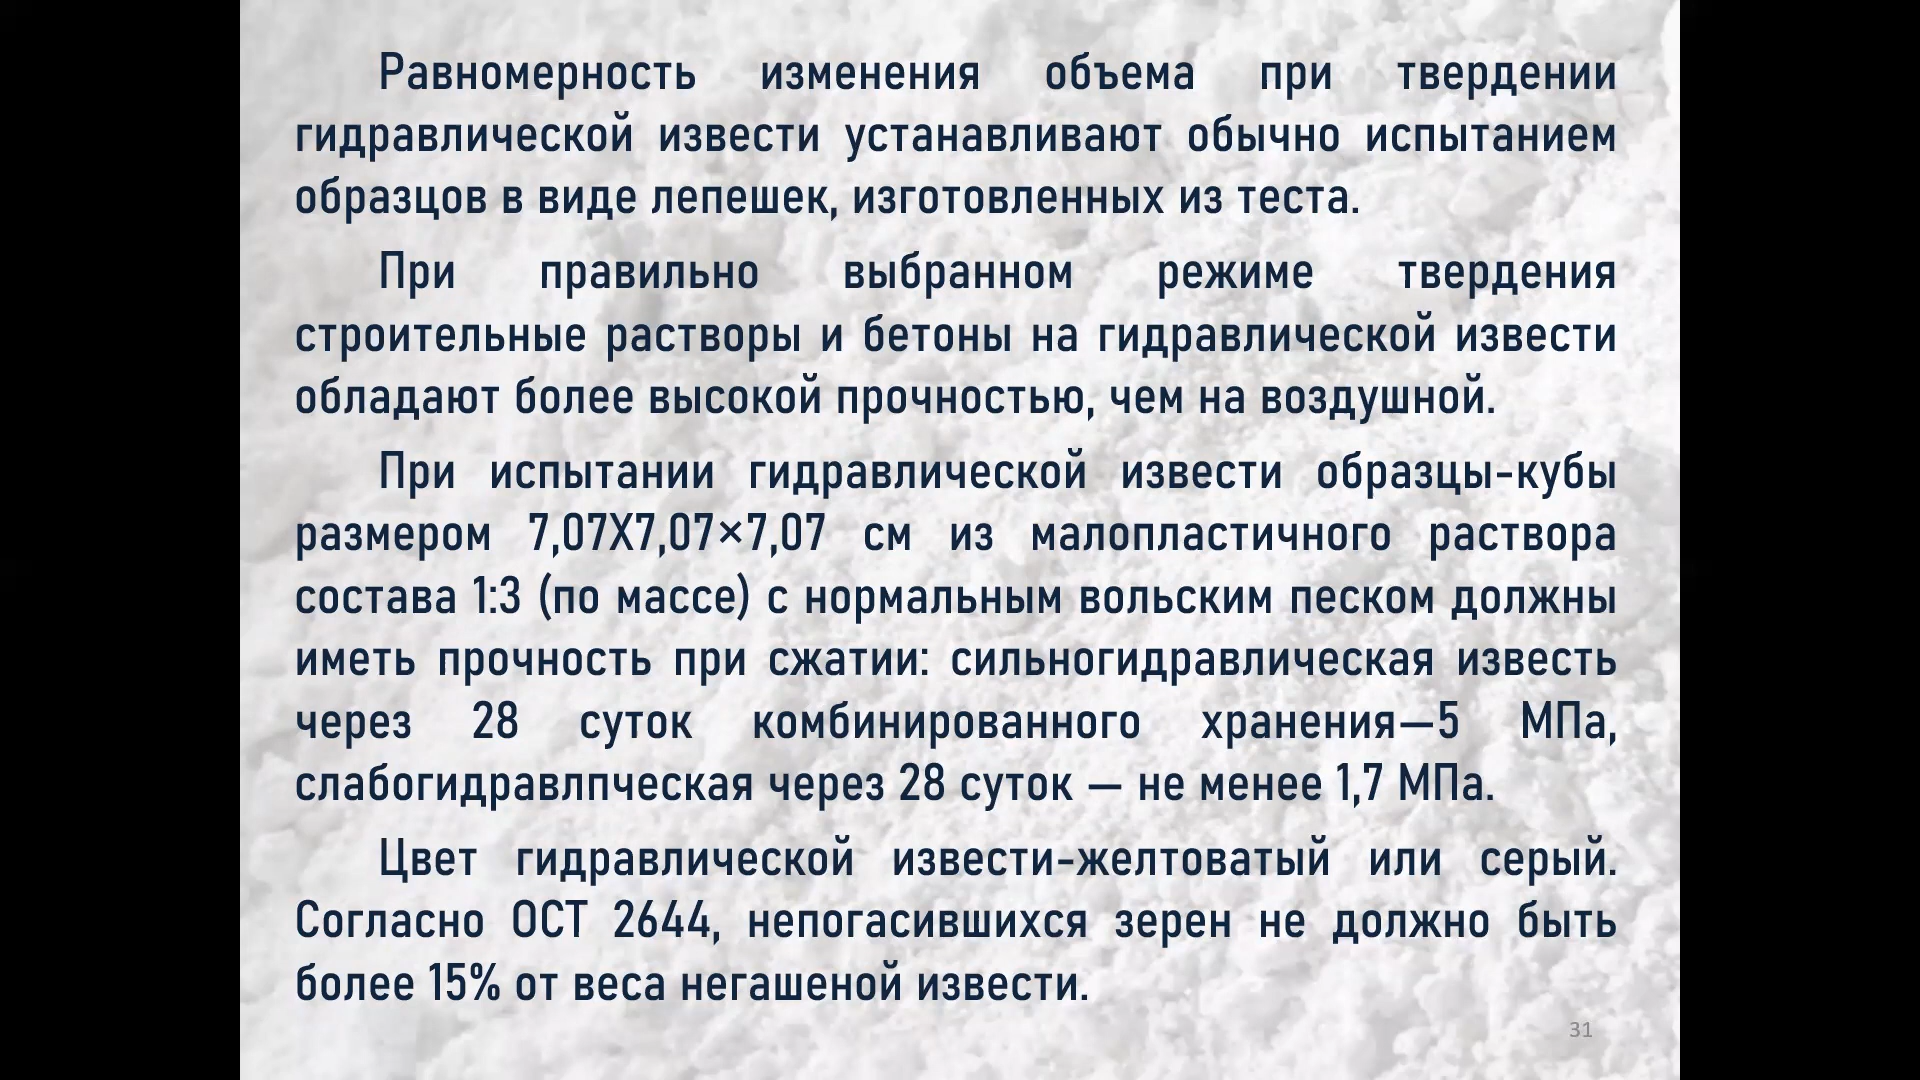 Равномерность изменения объема при твердении
гидравлической извести устанавливают обычно испытанием
образцов в виде лепешек, изготовленных из теста.
При правильно выбранном режиме твердения
строительные растворы и бетоны на гидравлической извести
обладают более высокой прочностью, чем на воздушной.
При испытании гидравлической извести образцы-кубы
размером 7,07X7,07×7,07 см из малопластичного раствора
состава 1:3 (по массе) с нормальным вольским песком должны
иметь прочность при сжатии: сильногидравлическая известь
через 28 суток комбинированного хранения—5 МПа,
слабогидравлпческая через 28 суток — не менее 1,7 МПа.
Цвет гидравлической извести-желтоватый или серый.
Согласно ОСТ 2644, непогасившихся зерен не должно быть
более 15% от веса негашеной извести.
31